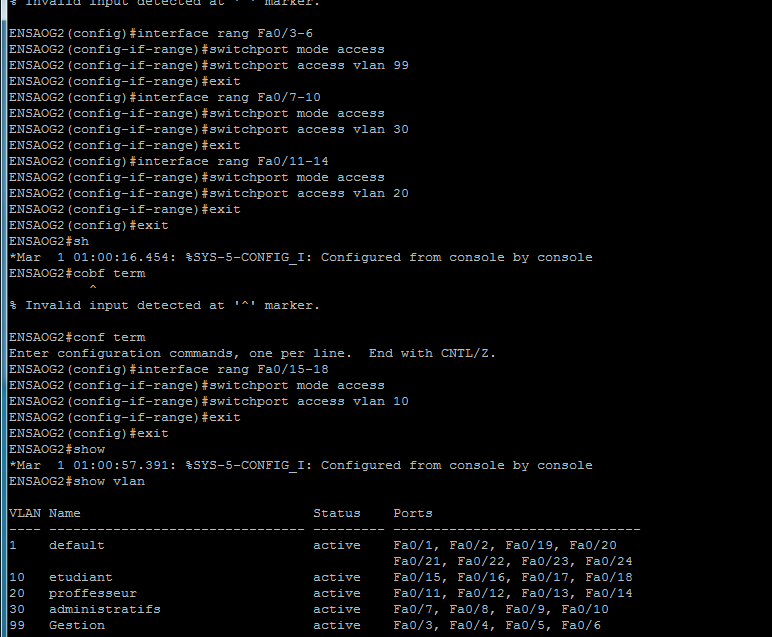 % Invalid input detected at '^' marker.
ENSAOG2(config)#interface rang Fa0/3-6
ENSAOG2(config-if-range)#switchport mode access
ENSAOG2(config-if-range)#switchport access vlan 99
ENSAOG2(config-if-range)#exit
ENSAOG2(config)#interface rang Fa0/7-10
ENSAOG2(config-if-range)#switchport mode access
ENSAOG2(config-if-range)#switchport access vlan 30
ENSAOG2(config-if-range)#exit
ENSAOG2(config)#interface rang Fa0/11-14
ENSAOG2(config-if-range)#switchport mode access
ENSAOG2(config-if-range)#switchport access vlan 20
ENSAOG2(config-if-range)#exit
ENSAOG2(config)#exit
ENSAOG2#sh
*Mar  1 01:00:16.454: %SYS-5-CONFIG_I: Configured from console by console
ENSAOG2#cobf term
          ^
% Invalid input detected at '^' marker.
ENSAOG2#conf term
Enter configuration commands, one per line.  End with CNTL/Z.
ENSAOG2(config)#interface rang Fa0/15-18
ENSAOG2(config-if-range)#switchport mode access
ENSAOG2(config-if-range)#switchport access vlan 10
ENSAOG2(config-if-range)#exit
ENSAOG2(config)#exit
ENSAOG2#show
*Mar  1 01:00:57.391: %SYS-5-CONFIG_I: Configured from console by console
ENSAOG2#show vlan
VLAN Name                             Status    Ports
---- -------------------------------- --------- -------------------------------
1    default                          active    Fa0/1, Fa0/2, Fa0/19, Fa0/20
                                                Fa0/21, Fa0/22, Fa0/23, Fa0/24
10   etudiant                         active    Fa0/15, Fa0/16, Fa0/17, Fa0/18
20   proffesseur                      active    Fa0/11, Fa0/12, Fa0/13, Fa0/14
30   administratifs                   active    Fa0/7, Fa0/8, Fa0/9, Fa0/10
99   Gestion                          active    Fa0/3, Fa0/4, Fa0/5, Fa0/6